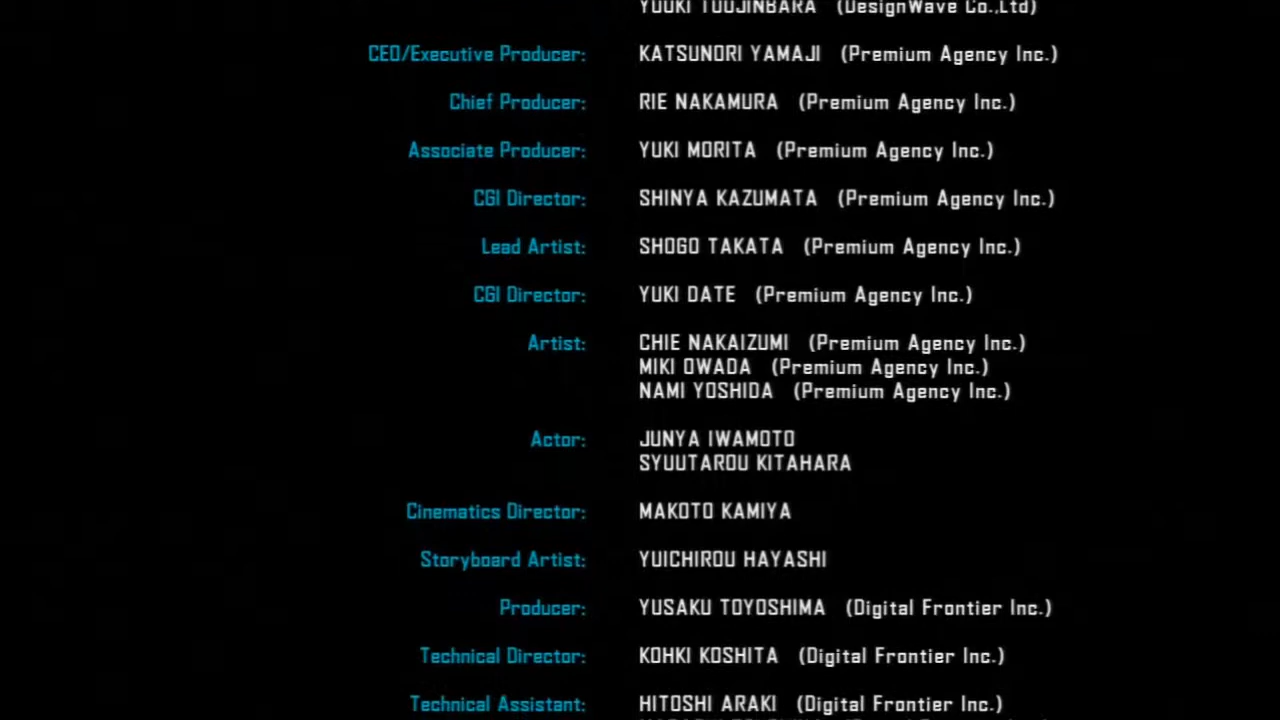 YUUKI TOUJINBARA (DesignWave Co.,Ltd)
CEO/Executive Producer: KATSUNORI YAMAJI (Premium Agency Inc.)
Chief Producer: RIE NAKAMURA (Premium Agency Inc.)
Associate Producer: YUKI MORITA (Premium Agency Inc.)
CGI Director: SHINYA KAZUMATA (Premium Agency Inc.)
Lead Artist: SHOGO TAKATA (Premium Agency Inc.)
CGI Director: YUKI DATE (Premium Agency Inc.)
Artist: CHIE NAKAIZUMI (Premium Agency Inc.)
MIKI OWADA (Premium Agency Inc.)
NAMI YOSHIDA (Premium Agency Inc.)
Actor: JUNYA IWAMOTO
SYUUTAROU KITAHARA
Cinematics Director: MAKOTO KAMIYA
Storyboard Artist: YUICHIROU HAYASHI
Producer: YUSAKU TOYOSHIMA (Digital Frontier Inc.)
Technical Director: KOHKI KOSHITA (Digital Frontier Inc.)
Technical Assistant: HITOSHI ARAKI (Digital Frontier Inc.)